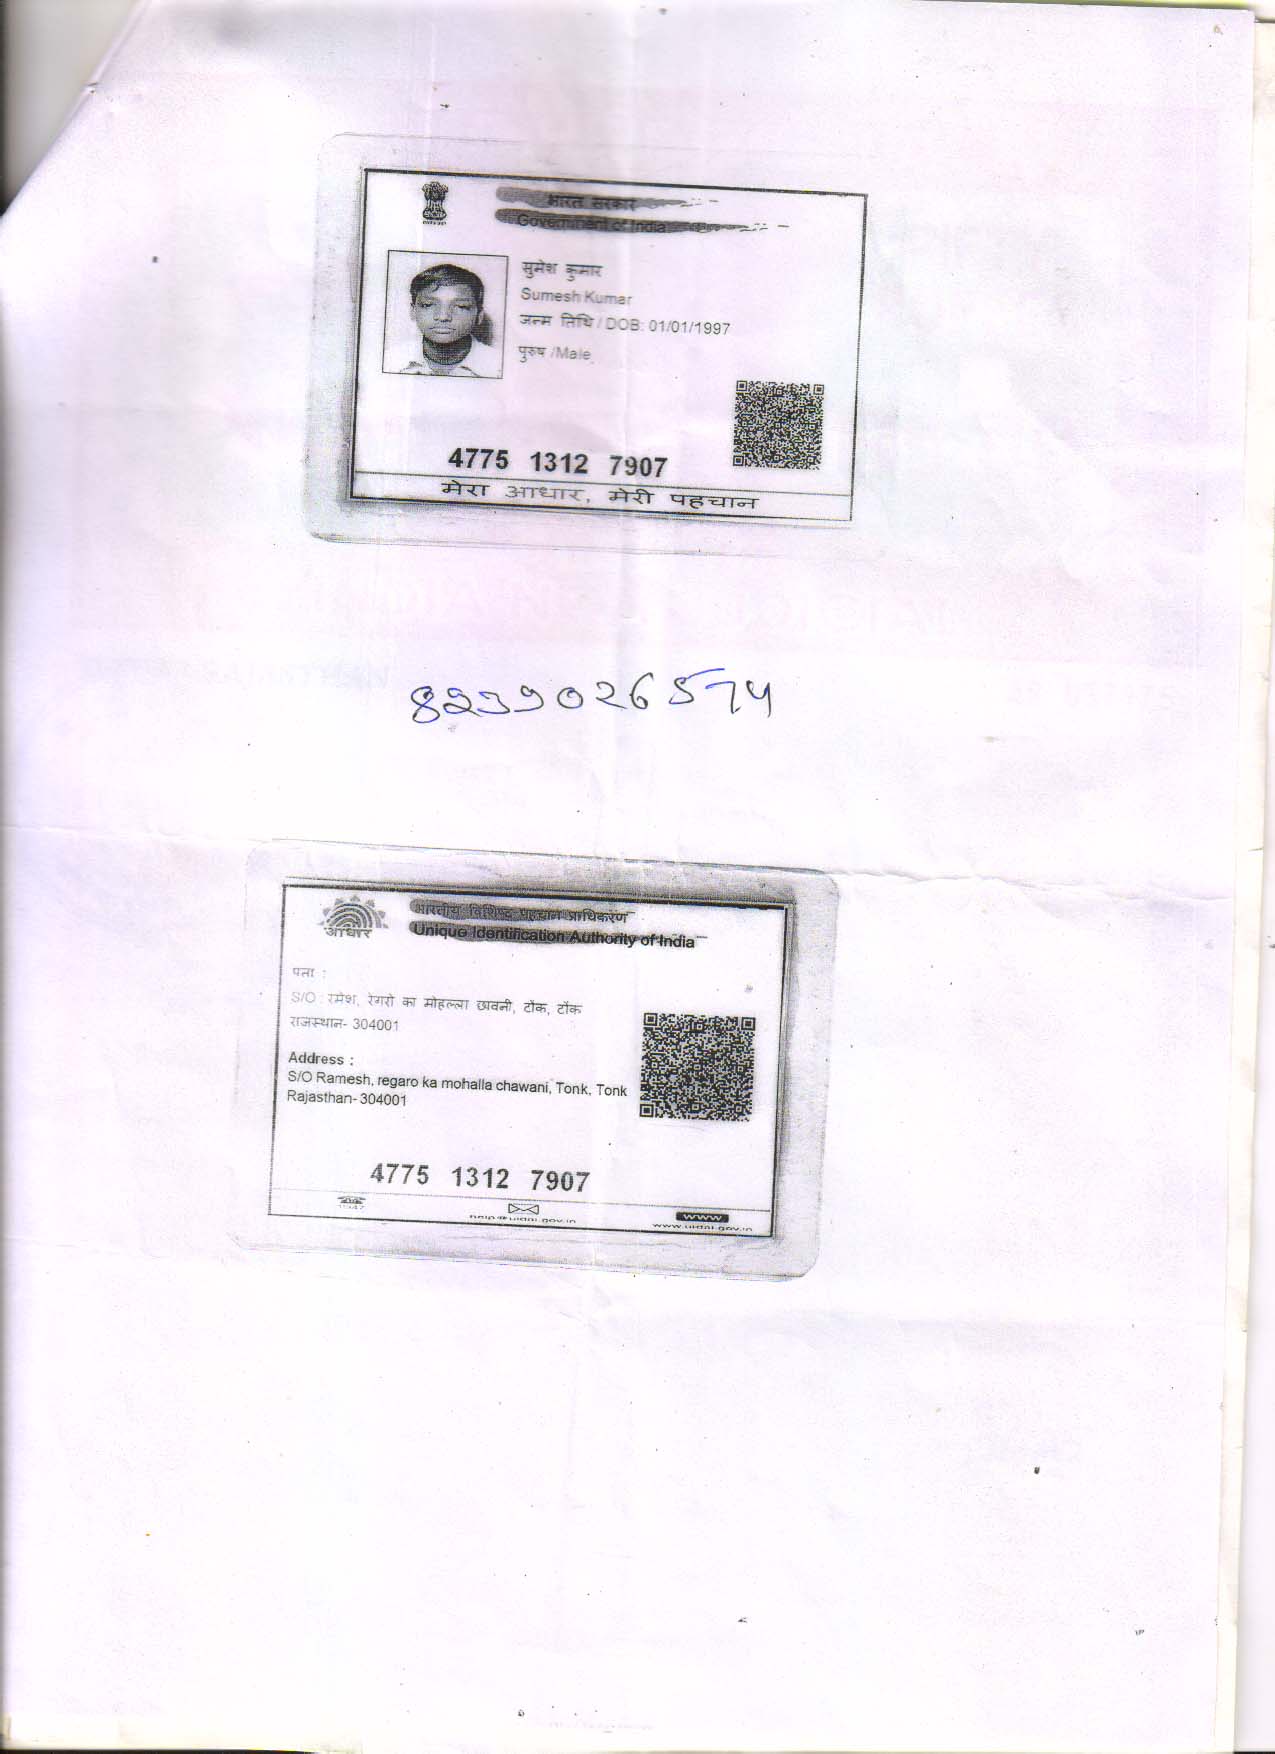 भारत सरकार
Government of India
सुमेश कुमार
Sumesh Kumar
जन्म तिथि / DOB: 01/01/1997
पुरुष /Male
4775 1312 7907
मेरा आधार, मेरी पहचान
8239026574
आधार
भारतीय विशिष्ट पहचान प्राधिकरण
Unique Identification Authority of India
पता :
S/O : रमेश, रेगरो का मोहल्ला छावनी, टोंक, टोंक
राजस्थान- 304001
Address :
S/O Ramesh, regaro ka mohalla chawani, Tonk, Tonk
Rajasthan- 304001
4775 1312 7907
1947
help@uidai.gov.in
www
www.uidai.gov.in